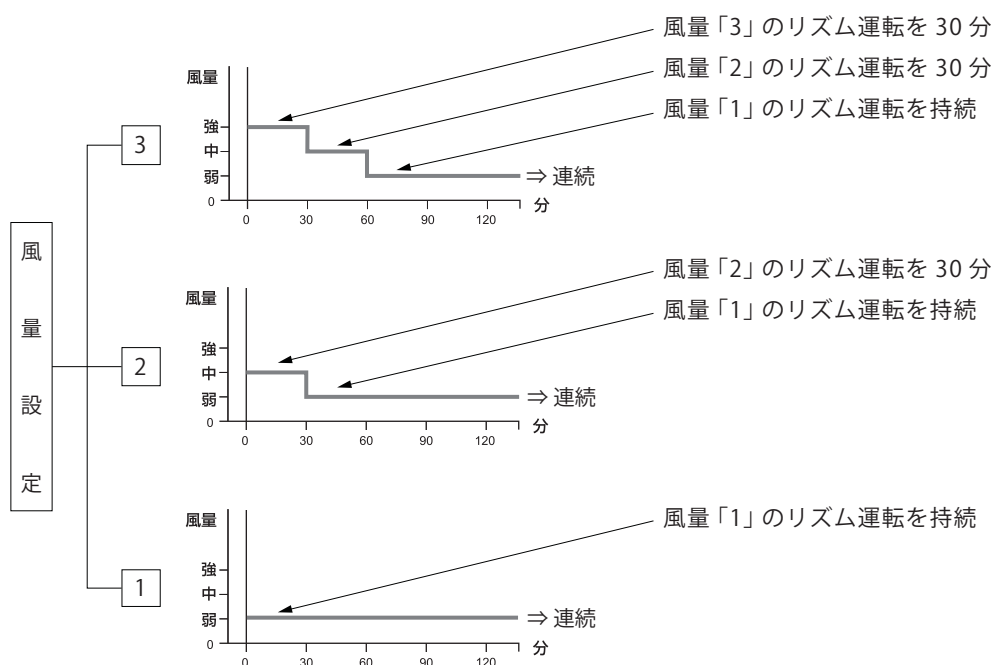 風量設定
3
風量
強
中
弱
0
0 30 60 90 120
分
⇒ 連続
風量「3」のリズム運転を 30 分
風量「2」のリズム運転を 30 分
風量「1」のリズム運転を持続
2
風量
強
中
弱
0
0 30 60 90 120
分
⇒ 連続
風量「2」のリズム運転を 30 分
風量「1」のリズム運転を持続
1
風量
強
中
弱
0
0 30 60 90 120
分
⇒ 連続
風量「1」のリズム運転を持続